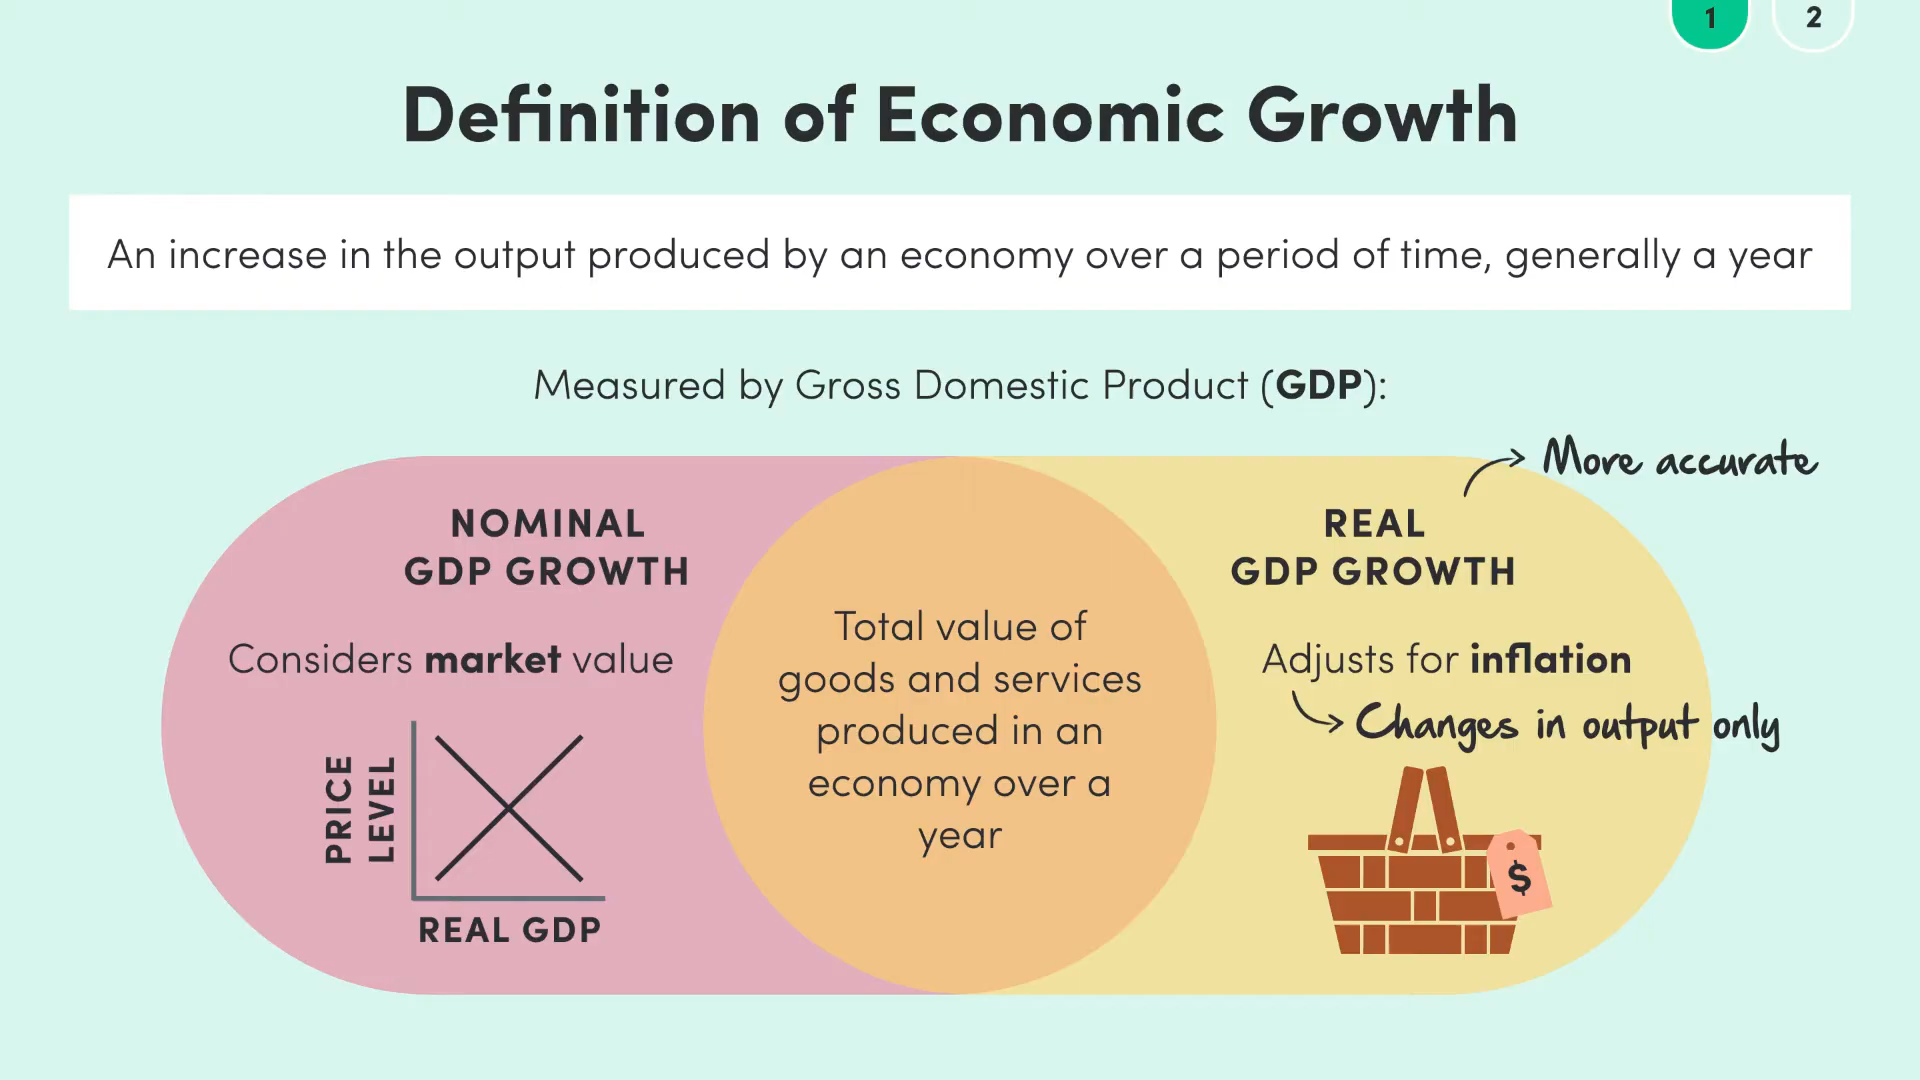 1
2
Definition of Economic Growth
An increase in the output produced by an economy over a period of time, generally a year
Measured by Gross Domestic Product (GDP):
NOMINAL
GDP GROWTH
Considers market value
PRICE
LEVEL
REAL GDP
Total value of
goods and services
produced in an
economy over a
year
More accurate
REAL
GDP GROWTH
Adjusts for inflation
Changes in output only
$